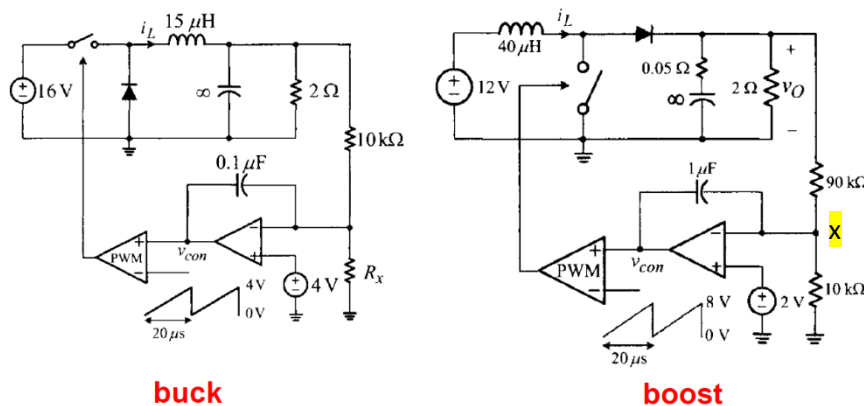 i_L 15 μH
16 V
∞
2 Ω
10 kΩ
0.1 μF
PWM
+
−
v_con
−
+
4 V
0 V
20 μs
+
−
4 V
R_x
buck
i_L
40 μH
+
−
12 V
0.05 Ω
∞
2 Ω
+
v_O
−
90 kΩ
1 μF
X
PWM
+
−
v_con
−
+
8 V
0 V
20 μs
+
−
2 V
10 kΩ
boost